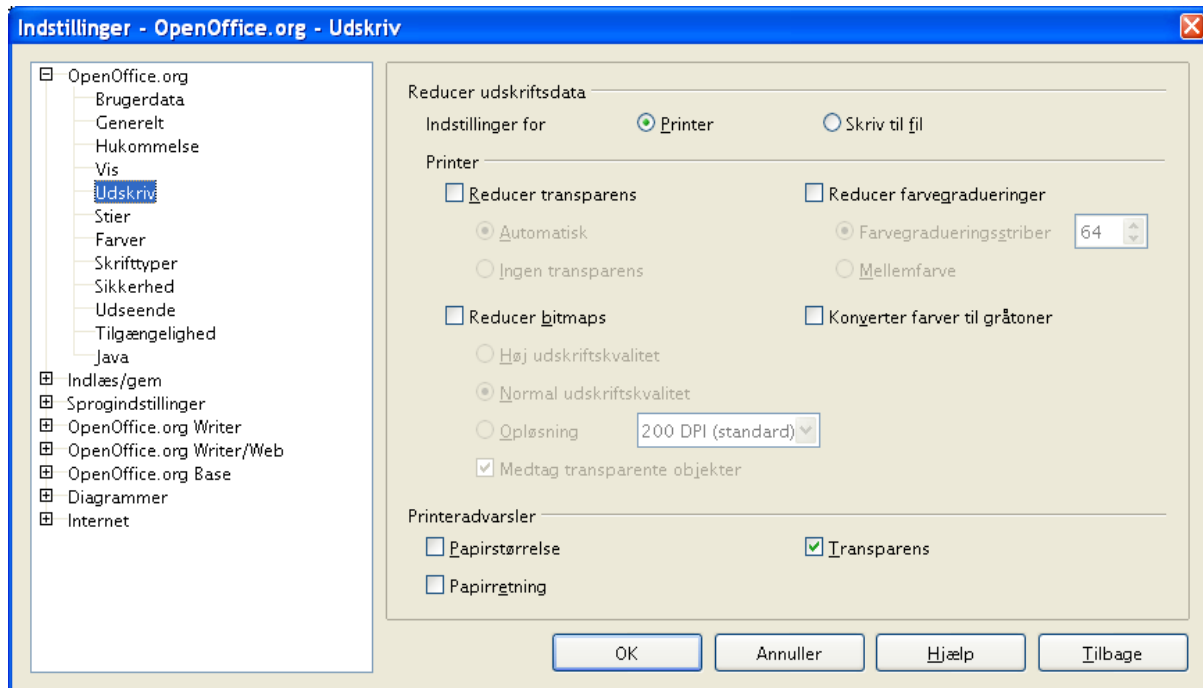 Indstillinger - OpenOffice.org - Udskriv
OpenOffice.org
Brugerdata
Generelt
Hukommelse
Vis
Udskriv
Stier
Farver
Skrifttyper
Sikkerhed
Udseende
Tilgængelighed
Java
Indlæs/gem
Sprogindstillinger
OpenOffice.org Writer
OpenOffice.org Writer/Web
OpenOffice.org Base
Diagrammer
Internet
Reducer udskriftsdata
Indstillinger for Printer Skriv til fil
Printer
Reducer transparens Reducer farvegradueringer
Automatisk Farvegradueringsstriber 64
Ingen transparens Mellemfarve
Reducer bitmaps Konverter farver til gråtoner
Høj udskriftskvalitet
Normal udskriftskvalitet
Opløsning 200 DPI (standard)
Medtag transparente objekter
Printeradvarsler
Papirstørrelse Transparens
Papirretning
OK Annuller Hjælp Tilbage